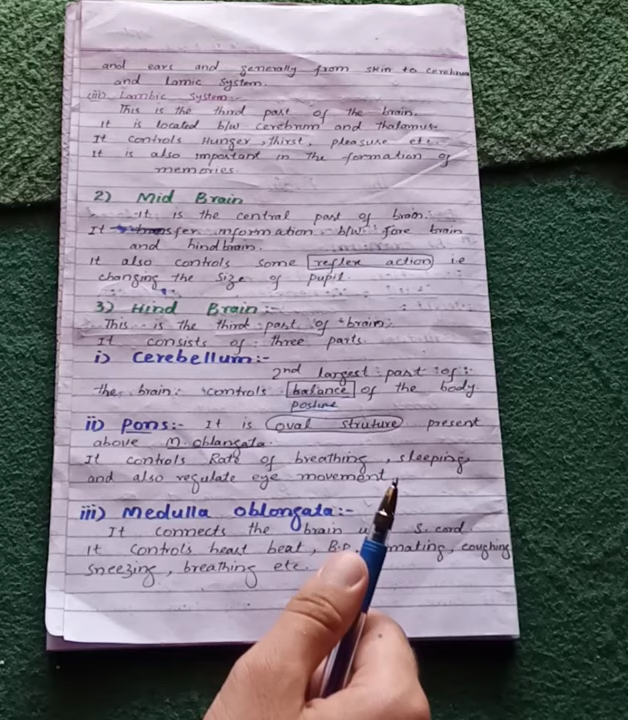 and ears and generally from skin to cerebrum
and Lamic System.
(iii) Lambic System:-
This is the third part of the brain.
It is located b/w cerebrum and thalamus.
It controls Hunger, thirst, pleasure etc.
It is also important in the formation of
memories.
2) Mid Brain
It is the central part of brain.
It transfer information b/w fore brain
and hindbrain.
It also controls some reflex action i.e
changing the size of pupil.
3) Hind Brain:-
This is the third part of brain.
It consists of three parts.
i) Cerebellum:-
2nd largest part of
the brain. controls balance of the body.
posture
ii) Pons:- It is oval struture present
above M. oblangata.
It controls Rate of breathing, sleeping,
and also regulate eye movement.
iii) Medulla Oblongata:-
It connects the brain S. cord
It controls heart beat, B.P, coughing
sneezing, breathing etc.